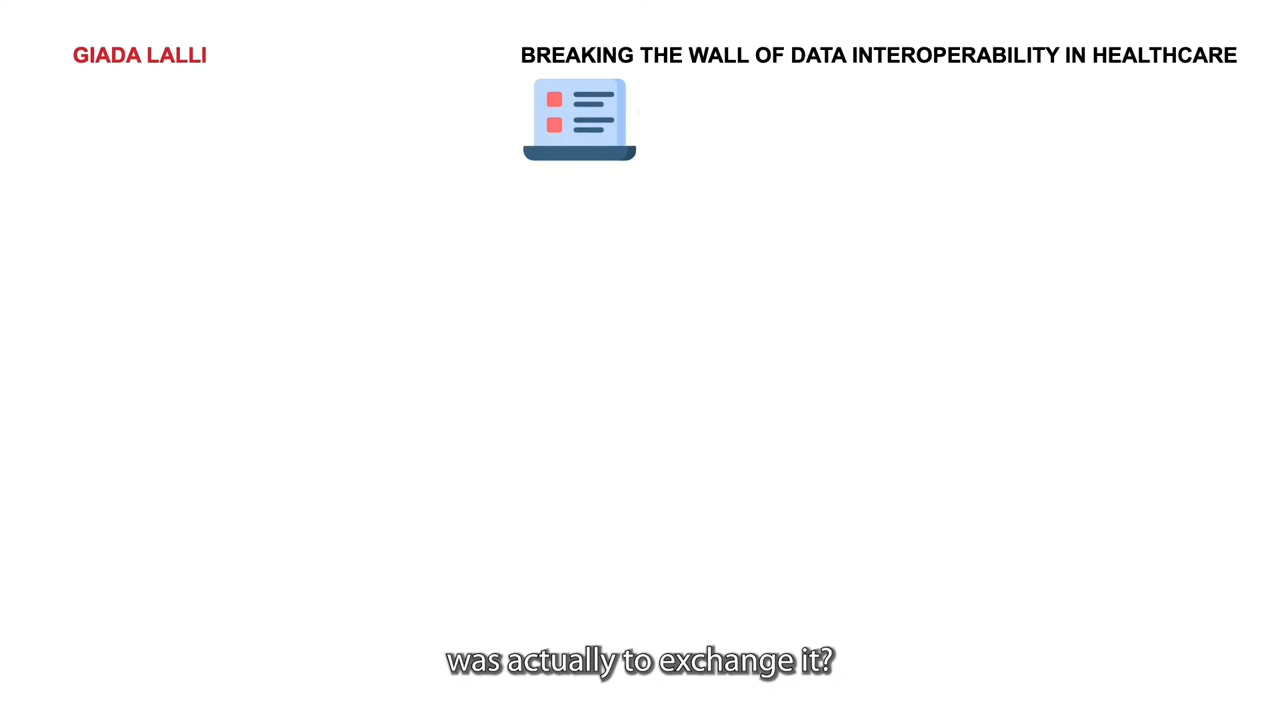 GIADA LALLI
BREAKING THE WALL OF DATA INTEROPERABILITY IN HEALTHCARE
was actually to exchange it?